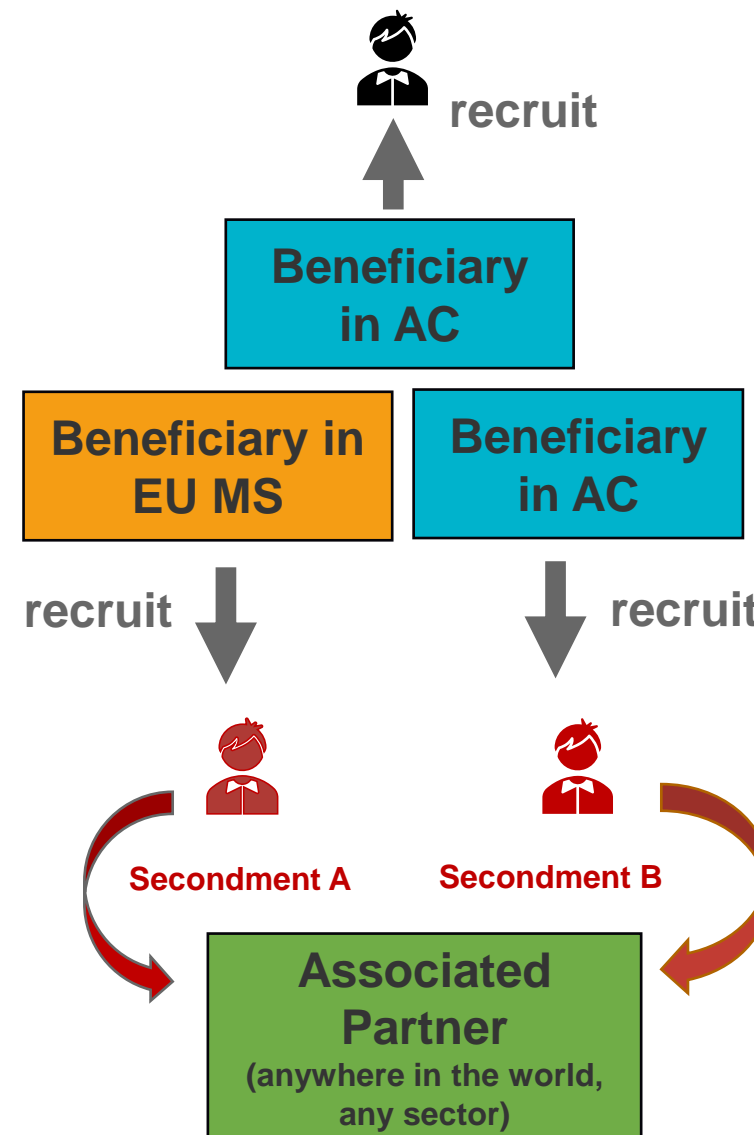 recruit
Beneficiary
in AC
Beneficiary in
EU MS
Beneficiary
in AC
recruit
recruit
Secondment A
Secondment B
Associated
Partner
(anywhere in the world,
any sector)